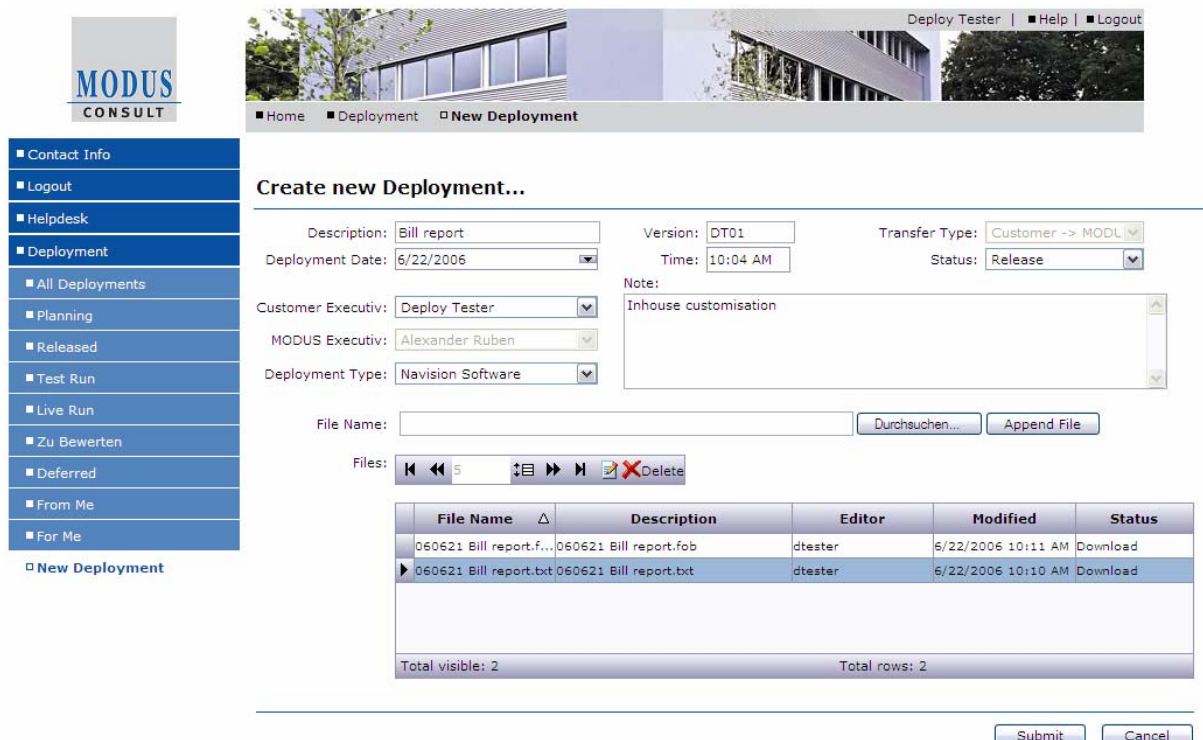 Deploy Tester | Help | Logout
MODUS
CONSULT
Home Deployment New Deployment
Contact Info
Logout
Helpdesk
Deployment
All Deployments
Planning
Released
Test Run
Live Run
Zu Bewerten
Deferred
From Me
For Me
New Deployment
Create new Deployment...
Description: Bill report Version: DT01 Transfer Type: Customer -> MODU
Deployment Date: 6/22/2006 Time: 10:04 AM Status: Release
Note:
Customer Executiv: Deploy Tester Inhouse customisation
MODUS Executiv: Alexander Ruben
Deployment Type: Navision Software
File Name: Durchsuchen... Append File
Files: 5 Delete
File Name Description Editor Modified Status
060621 Bill report.f... 060621 Bill report.fob dtester 6/22/2006 10:11 AM Download
060621 Bill report.txt 060621 Bill report.txt dtester 6/22/2006 10:10 AM Download
Total visible: 2 Total rows: 2
Submit Cancel